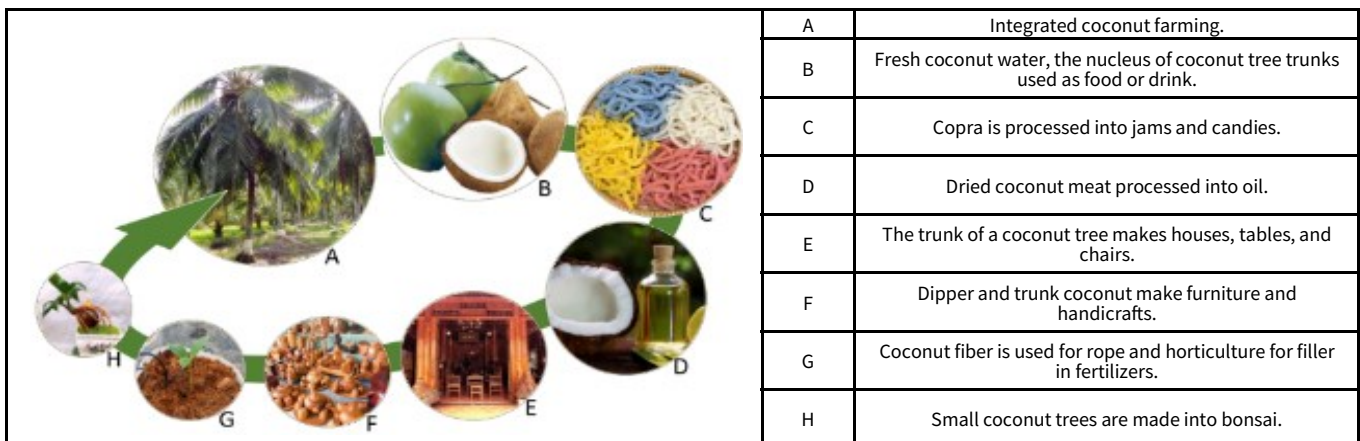 A
B
C
D
E
F
G
H
A Integrated coconut farming.
B Fresh coconut water, the nucleus of coconut tree trunks
used as food or drink.
C Copra is processed into jams and candies.
D Dried coconut meat processed into oil.
E The trunk of a coconut tree makes houses, tables, and
chairs.
F Dipper and trunk coconut make furniture and
handicrafts.
G Coconut fiber is used for rope and horticulture for filler
in fertilizers.
H Small coconut trees are made into bonsai.